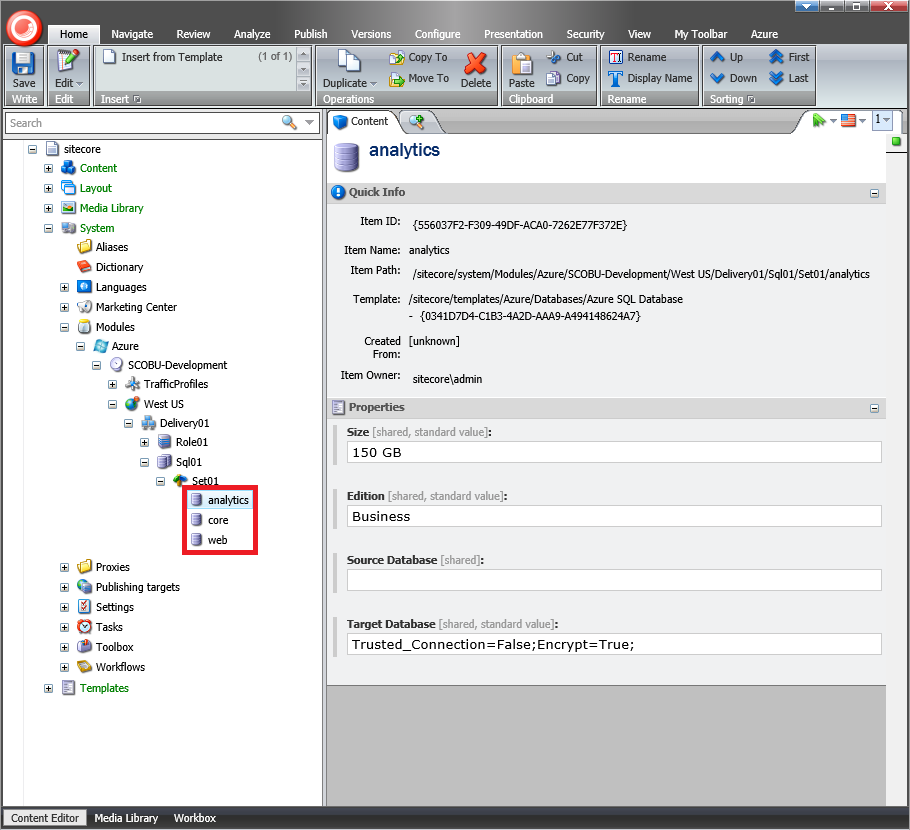 Home Navigate Review Analyze Publish Versions Configure Presentation Security View My Toolbar Azure
Save
Write
Edit
Edit
Insert from Template (1 of 1)
Insert
Duplicate
Copy To
Move To
Delete
Operations
Paste
Cut
Copy
Clipboard
Rename
Display Name
Rename
Up
Down
First
Last
Sorting
Search
sitecore
Content
Layout
Media Library
System
Aliases
Dictionary
Languages
Marketing Center
Modules
Azure
SCOBU-Development
TrafficProfiles
West US
Delivery01
Role01
Sql01
Set01
analytics
core
web
Proxies
Publishing targets
Settings
Tasks
Toolbox
Workflows
Templates
Content
1
analytics
Quick Info
Item ID: {556037F2-F309-49DF-ACA0-7262E77F372E}
Item Name: analytics
Item Path: /sitecore/system/Modules/Azure/SCOBU-Development/West US/Delivery01/Sql01/Set01/analytics
Template: /sitecore/templates/Azure/Databases/Azure SQL Database
- {0341D7D4-C1B3-4A2D-AAA9-A494148624A7}
Created From: [unknown]
Item Owner: sitecore\admin
Properties
Size [shared, standard value]:
150 GB
Edition [shared, standard value]:
Business
Source Database [shared]:
Target Database [shared, standard value]:
Trusted_Connection=False;Encrypt=True;
Content Editor Media Library Workbox